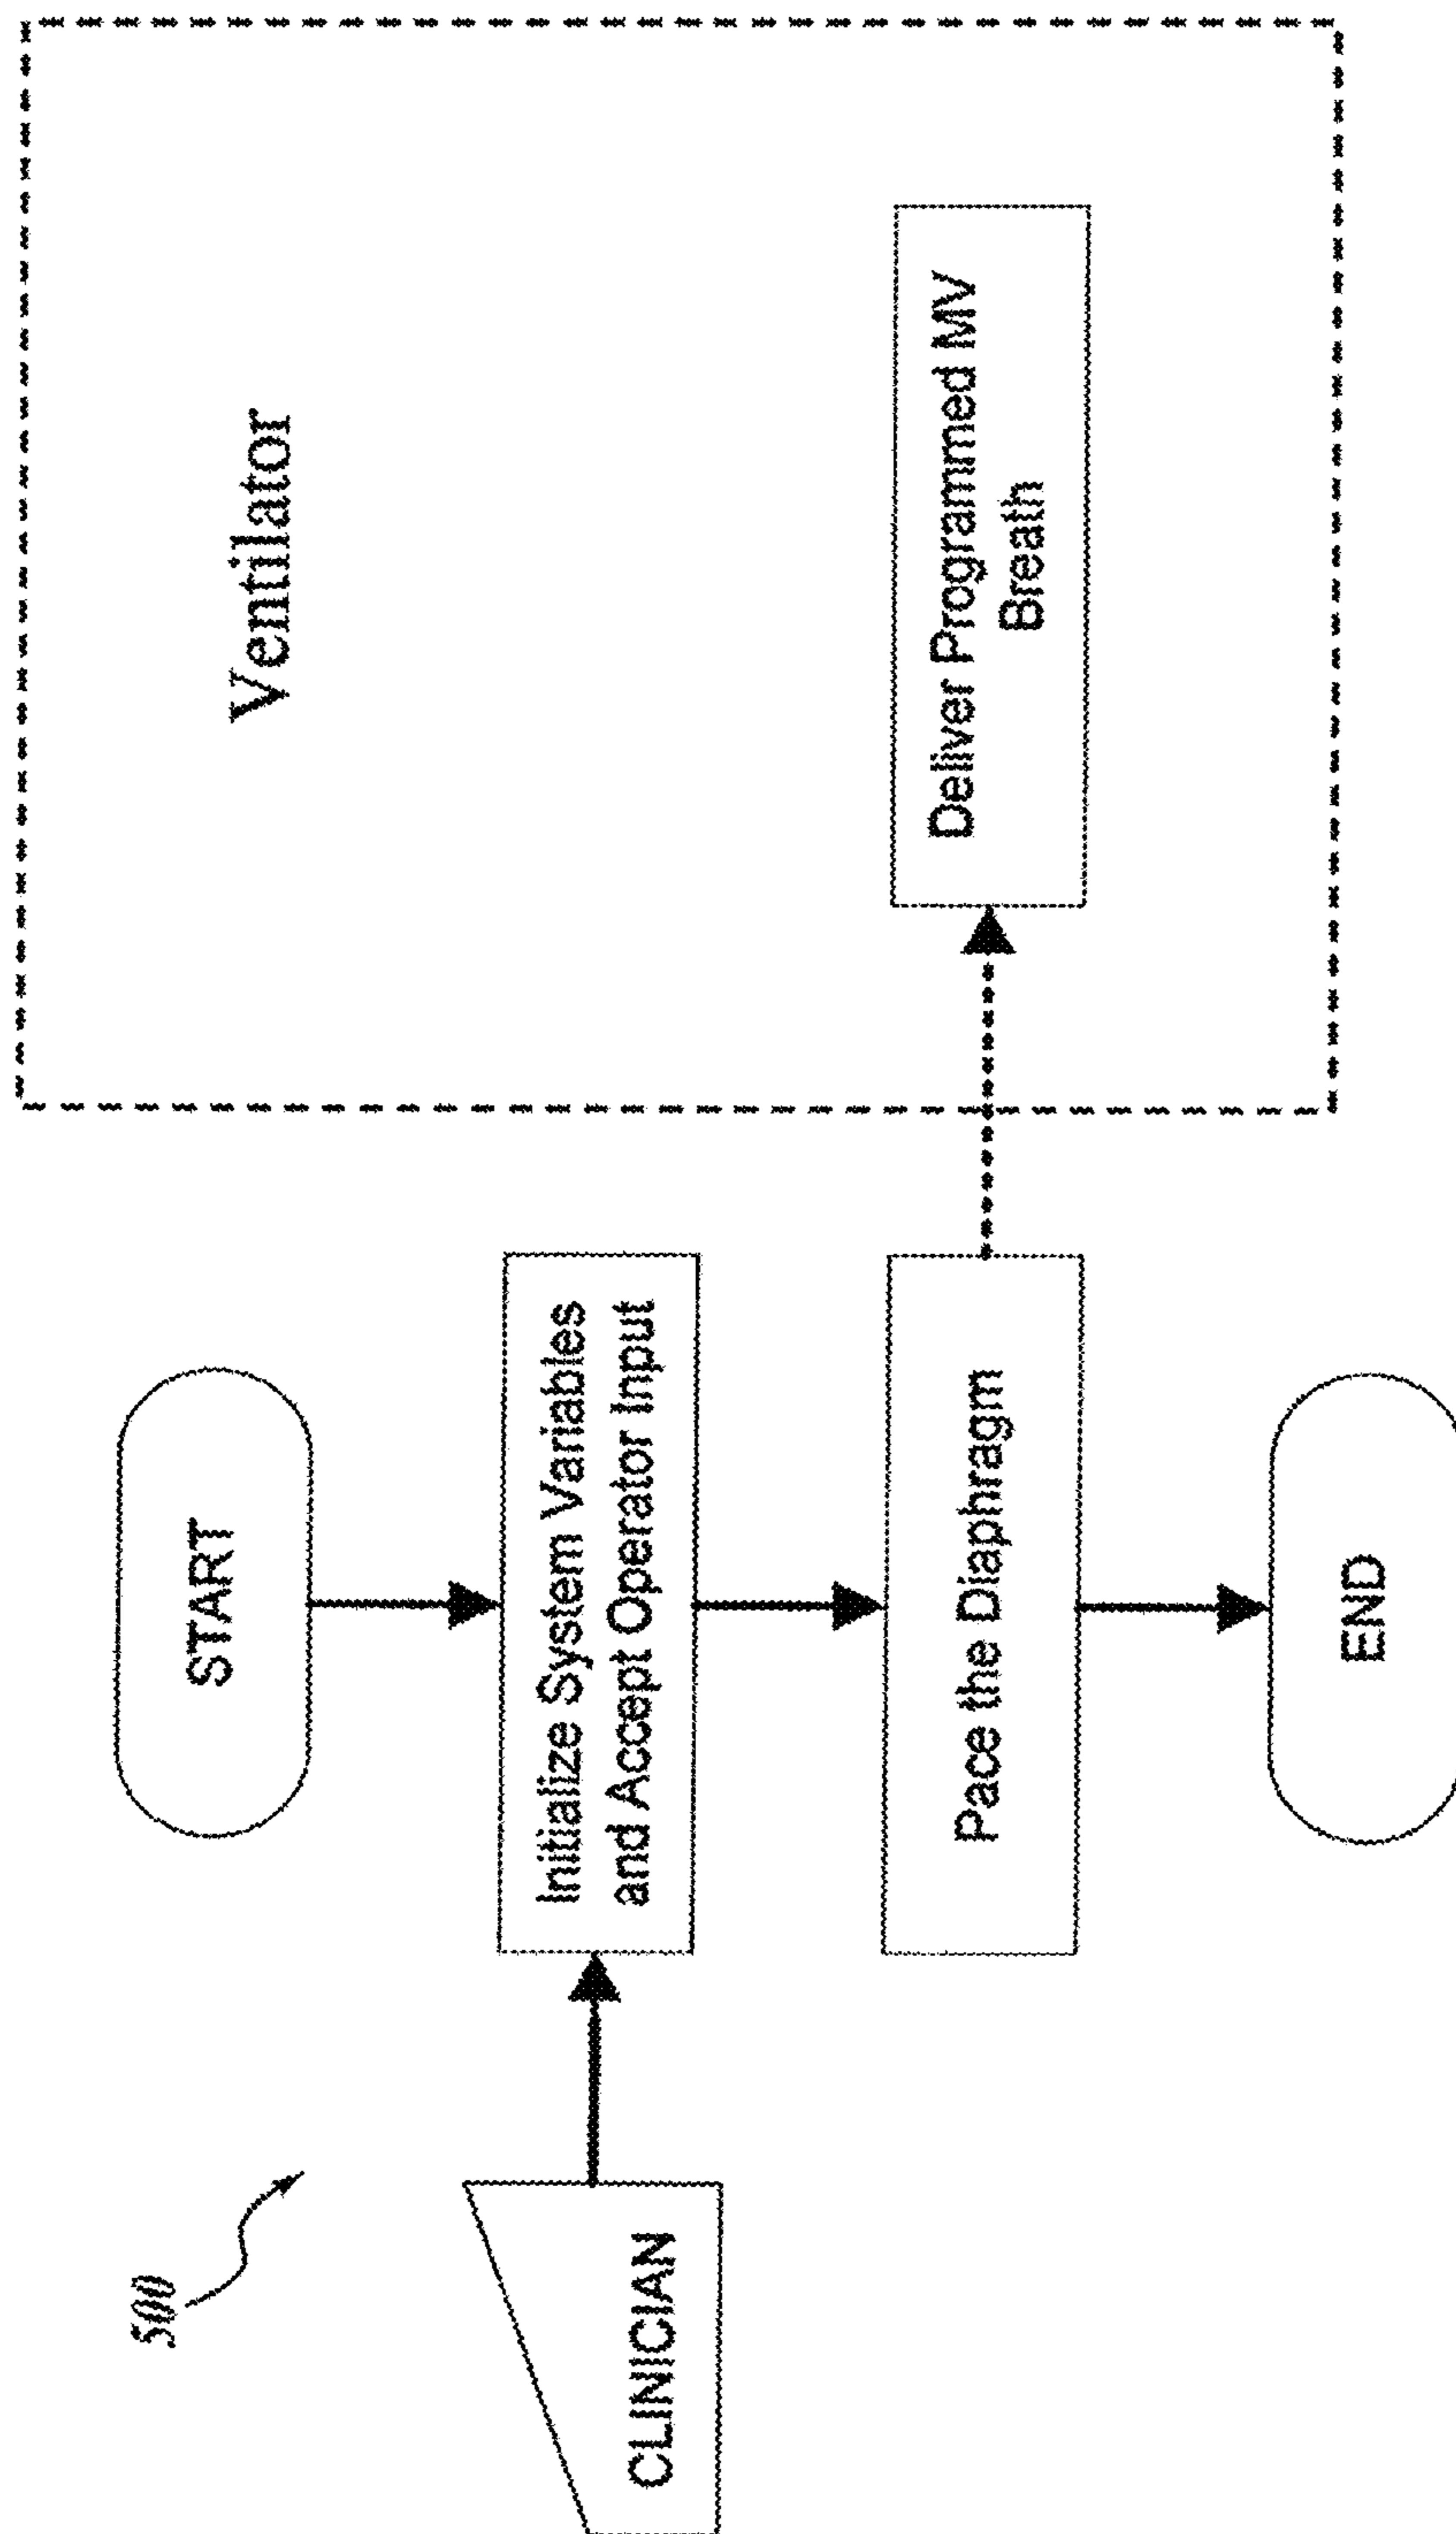 500
START
Ventilator
CLINICIAN
Initialize System Variables
and Accept Operator Input
Pace the Diaphragm
Deliver Programmed MV
Breath
END